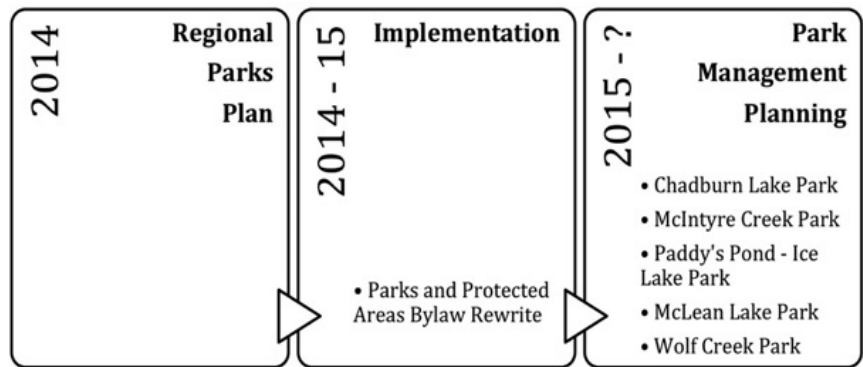 2014
Regional
Parks
Plan
2014 - 15
Implementation
• Parks and Protected
Areas Bylaw Rewrite
2015 - ?
Park
Management
Planning
• Chadburn Lake Park
• McIntyre Creek Park
• Paddy's Pond - Ice
Lake Park
• McLean Lake Park
• Wolf Creek Park